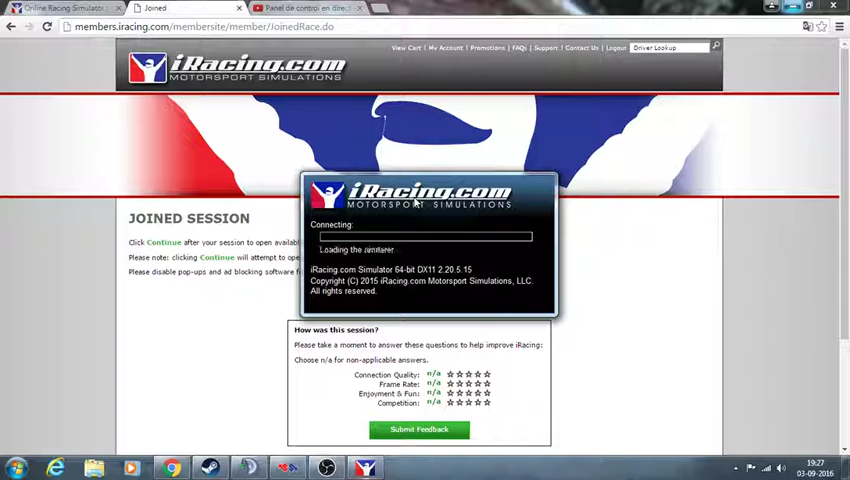 Online Racing Simulator
Joined
Panel de control en direct
members.iracing.com/membersite/member/JoinedRace.do
View Cart | My Account | Promotions | FAQs | Support | Contact Us | Logout
Driver Lookup
iRacing.com
MOTORSPORT SIMULATIONS
iRacing.com
MOTORSPORT SIMULATIONS
Connecting:
Loading the
iRacing.com Simulator 64-bit DX11 2.20.5.15
Copyright (C) 2015 iRacing.com Motorsport Simulations, LLC.
All rights reserved.
JOINED SESSION
Click Continue after your session to open availabl
Please note: clicking Continue will attempt to open
Please disable pop-ups and ad blocking software f
How was this session?
Please take a moment to answer these questions to help improve iRacing:
Choose n/a for non-applicable answers.
Connection Quality: n/a
Frame Rate: n/a
Enjoyment & Fun: n/a
Competition: n/a
Submit Feedback
19:27
03-09-2016